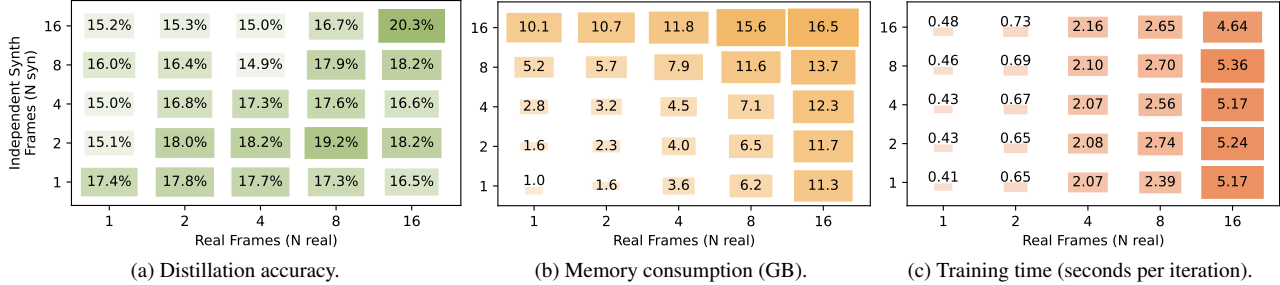 Independent Synth
Frames (N syn)
16 15.2% 15.3% 15.0% 16.7% 20.3%
8 16.0% 16.4% 14.9% 17.9% 18.2%
4 15.0% 16.8% 17.3% 17.6% 16.6%
2 15.1% 18.0% 18.2% 19.2% 18.2%
1 17.4% 17.8% 17.7% 17.3% 16.5%
1 2 4 8 16
Real Frames (N real)
(a) Distillation accuracy.
16 10.1 10.7 11.8 15.6 16.5
8 5.2 5.7 7.9 11.6 13.7
4 2.8 3.2 4.5 7.1 12.3
2 1.6 2.3 4.0 6.5 11.7
1 1.0 1.6 3.6 6.2 11.3
1 2 4 8 16
Real Frames (N real)
(b) Memory consumption (GB).
16 0.48 0.73 2.16 2.65 4.64
8 0.46 0.69 2.10 2.70 5.36
4 0.43 0.67 2.07 2.56 5.17
2 0.43 0.65 2.08 2.74 5.24
1 0.41 0.65 2.07 2.39 5.17
1 2 4 8 16
Real Frames (N real)
(c) Training time (seconds per iteration).